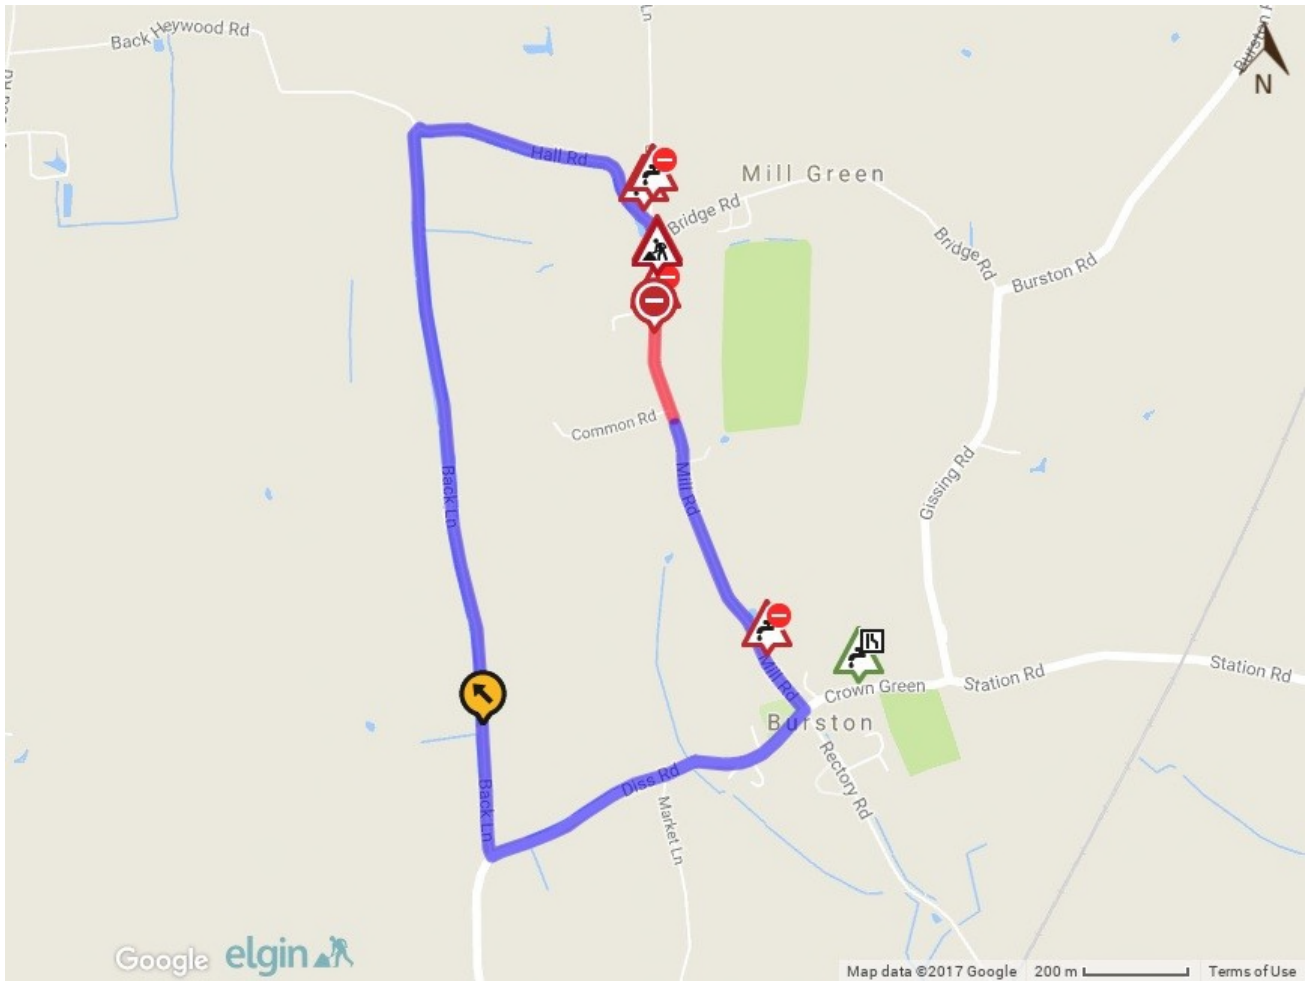 Back Heywood Rd
Ln
Burston R
N
Hall Rd
Mill Green
Bridge Rd
Bridge Rd
Burston Rd
Common Rd
Mill Rd
Back Ln
Gissing Rd
Mill Rd
Crown Green
Station Rd
Station Rd
Burston
Diss Rd
Rectory Rd
Back Ln
Market Ln
Google elgin
Map data ©2017 Google 200 m Terms of Use